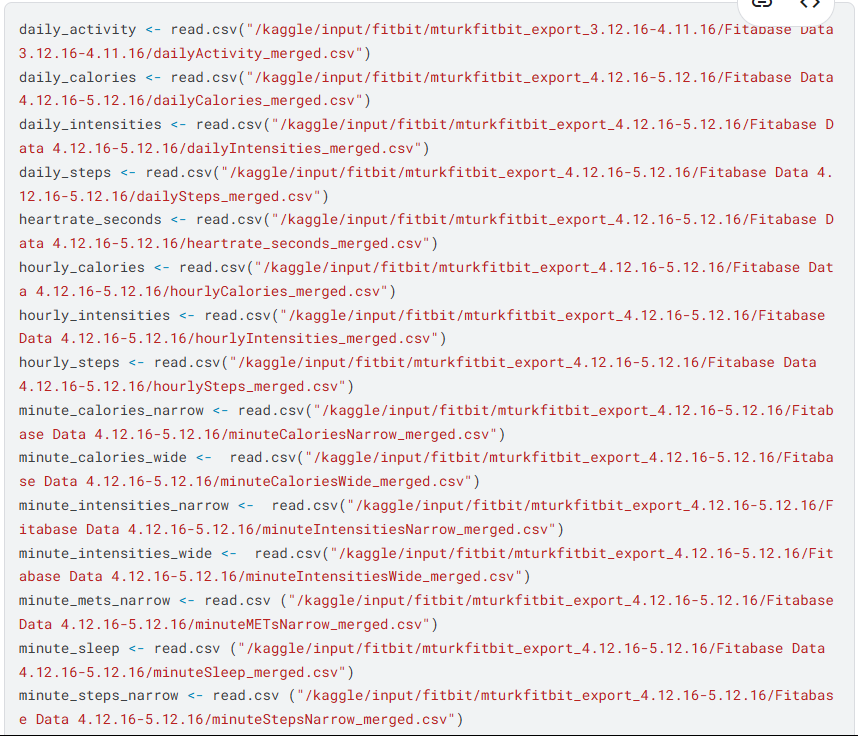 daily_activity <- read.csv("/kaggle/input/fitbit/mturkfitbit_export_3.12.16-4.11.16/Fitabase Data
3.12.16-4.11.16/dailyActivity_merged.csv")
daily_calories <- read.csv("/kaggle/input/fitbit/mturkfitbit_export_4.12.16-5.12.16/Fitabase Data
4.12.16-5.12.16/dailyCalories_merged.csv")
daily_intensities <- read.csv("/kaggle/input/fitbit/mturkfitbit_export_4.12.16-5.12.16/Fitabase D
ata 4.12.16-5.12.16/dailyIntensities_merged.csv")
daily_steps <- read.csv("/kaggle/input/fitbit/mturkfitbit_export_4.12.16-5.12.16/Fitabase Data 4.
12.16-5.12.16/dailySteps_merged.csv")
heartrate_seconds <- read.csv("/kaggle/input/fitbit/mturkfitbit_export_4.12.16-5.12.16/Fitabase D
ata 4.12.16-5.12.16/heartrate_seconds_merged.csv")
hourly_calories <- read.csv("/kaggle/input/fitbit/mturkfitbit_export_4.12.16-5.12.16/Fitabase Dat
a 4.12.16-5.12.16/hourlyCalories_merged.csv")
hourly_intensities <- read.csv("/kaggle/input/fitbit/mturkfitbit_export_4.12.16-5.12.16/Fitabase
Data 4.12.16-5.12.16/hourlyIntensities_merged.csv")
hourly_steps <- read.csv("/kaggle/input/fitbit/mturkfitbit_export_4.12.16-5.12.16/Fitabase Data
4.12.16-5.12.16/hourlySteps_merged.csv")
minute_calories_narrow <- read.csv("/kaggle/input/fitbit/mturkfitbit_export_4.12.16-5.12.16/Fitab
ase Data 4.12.16-5.12.16/minuteCaloriesNarrow_merged.csv")
minute_calories_wide <-  read.csv("/kaggle/input/fitbit/mturkfitbit_export_4.12.16-5.12.16/Fitaba
se Data 4.12.16-5.12.16/minuteCaloriesWide_merged.csv")
minute_intensities_narrow <-  read.csv("/kaggle/input/fitbit/mturkfitbit_export_4.12.16-5.12.16/F
itabase Data 4.12.16-5.12.16/minuteIntensitiesNarrow_merged.csv")
minute_intensities_wide <-  read.csv("/kaggle/input/fitbit/mturkfitbit_export_4.12.16-5.12.16/Fit
abase Data 4.12.16-5.12.16/minuteIntensitiesWide_merged.csv")
minute_mets_narrow <- read.csv ("/kaggle/input/fitbit/mturkfitbit_export_4.12.16-5.12.16/Fitabase
Data 4.12.16-5.12.16/minuteMETsNarrow_merged.csv")
minute_sleep <- read.csv ("/kaggle/input/fitbit/mturkfitbit_export_4.12.16-5.12.16/Fitabase Data
4.12.16-5.12.16/minuteSleep_merged.csv")
minute_steps_narrow <- read.csv ("/kaggle/input/fitbit/mturkfitbit_export_4.12.16-5.12.16/Fitabas
e Data 4.12.16-5.12.16/minuteStepsNarrow_merged.csv")